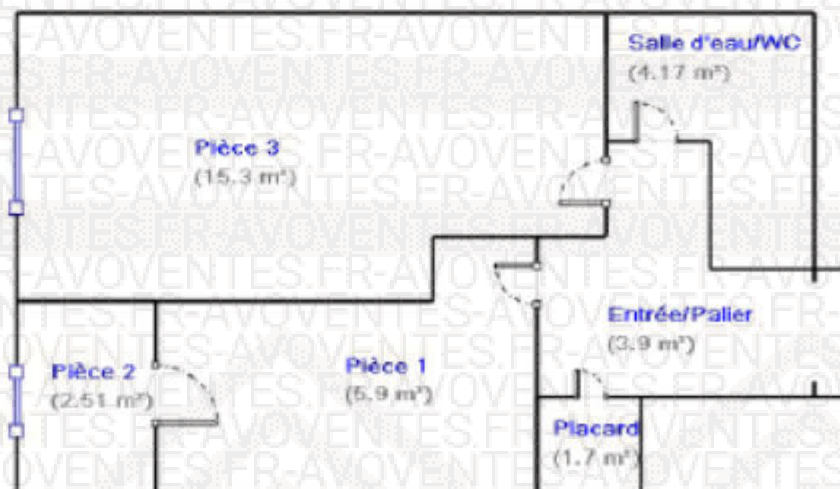 Salle d'eau/WC
(4.17 m²)
Pièce 3
(15.3 m²)
Entrée/Palier
(3.9 m²)
Pièce 1
(5.9 m²)
Pièce 2
(2.51 m²)
Placard
(1.7 m²)